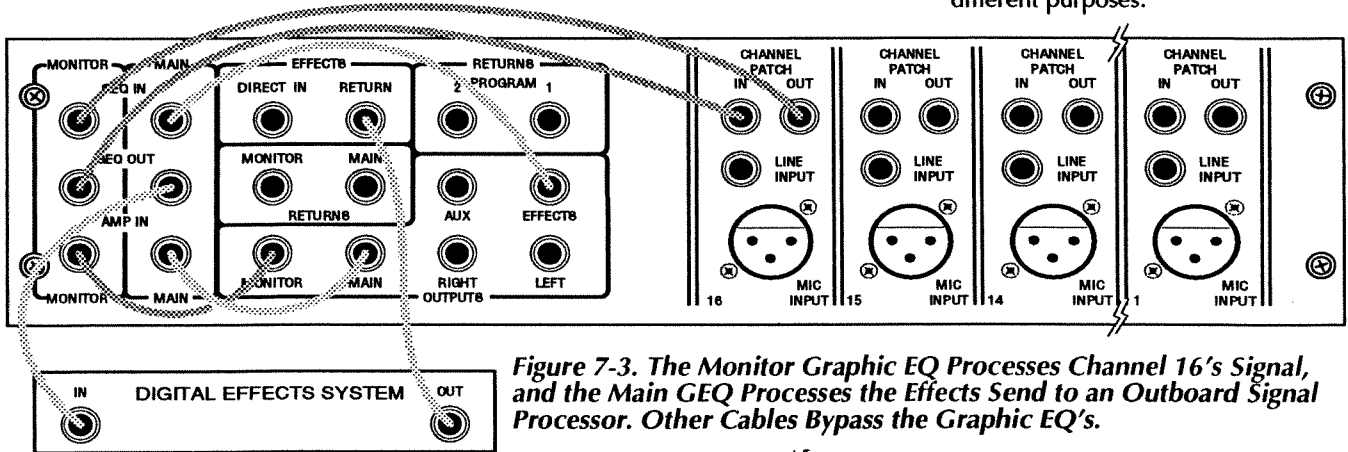 different purposes.
MONITOR MAIN EFFECTS RETURNS
GEQ IN DIRECT IN RETURN 2 PROGRAM 1
GEQ OUT MONITOR MAIN
RETURNS AUX EFFECTS
AMP IN
MONITOR MAIN MONITOR MAIN RIGHT LEFT
OUTPUTS
CHANNEL PATCH
IN OUT
LINE INPUT
MIC INPUT
16
CHANNEL PATCH
IN OUT
LINE INPUT
MIC INPUT
15
CHANNEL PATCH
IN OUT
LINE INPUT
MIC INPUT
14
CHANNEL PATCH
IN OUT
LINE INPUT
MIC INPUT
1
IN DIGITAL EFFECTS SYSTEM OUT
Figure 7-3. The Monitor Graphic EQ Processes Channel 16's Signal,
and the Main GEQ Processes the Effects Send to an Outboard Signal
Processor. Other Cables Bypass the Graphic EQ's.